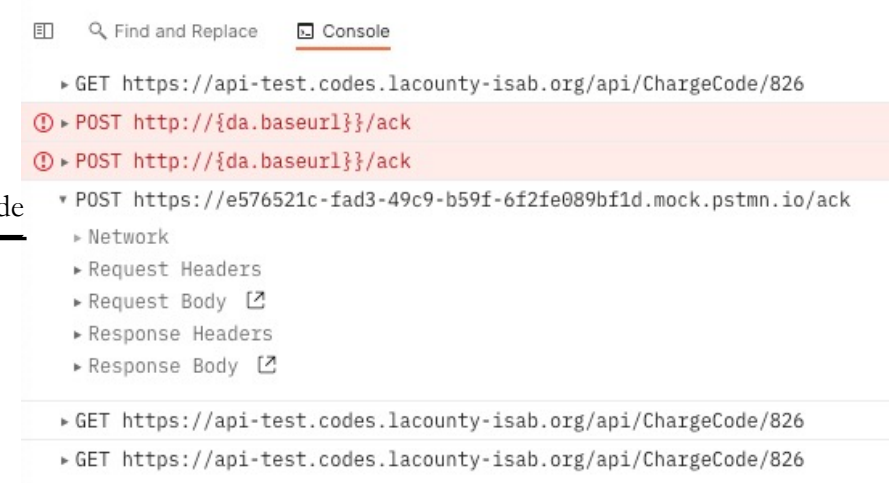 Find and Replace Console
GET https://api-test.codes.lacounty-isab.org/api/ChargeCode/826
POST http://{da.baseurl}}/ack
POST http://{da.baseurl}}/ack
de
POST https://e576521c-fad3-49c9-b59f-6f2fe089bf1d.mock.pstmn.io/ack
Network
Request Headers
Request Body
Response Headers
Response Body
GET https://api-test.codes.lacounty-isab.org/api/ChargeCode/826
GET https://api-test.codes.lacounty-isab.org/api/ChargeCode/826